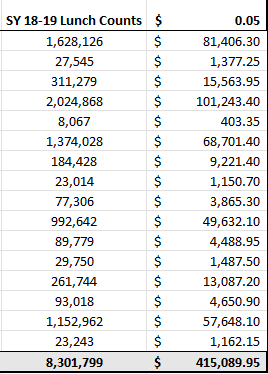 SY 18-19 Lunch Counts $ 0.05
1,628,126 $ 81,406.30
27,545 $ 1,377.25
311,279 $ 15,563.95
2,024,868 $ 101,243.40
8,067 $ 403.35
1,374,028 $ 68,701.40
184,428 $ 9,221.40
23,014 $ 1,150.70
77,306 $ 3,865.30
992,642 $ 49,632.10
89,779 $ 4,488.95
29,750 $ 1,487.50
261,744 $ 13,087.20
93,018 $ 4,650.90
1,152,962 $ 57,648.10
23,243 $ 1,162.15
8,301,799 $ 415,089.95